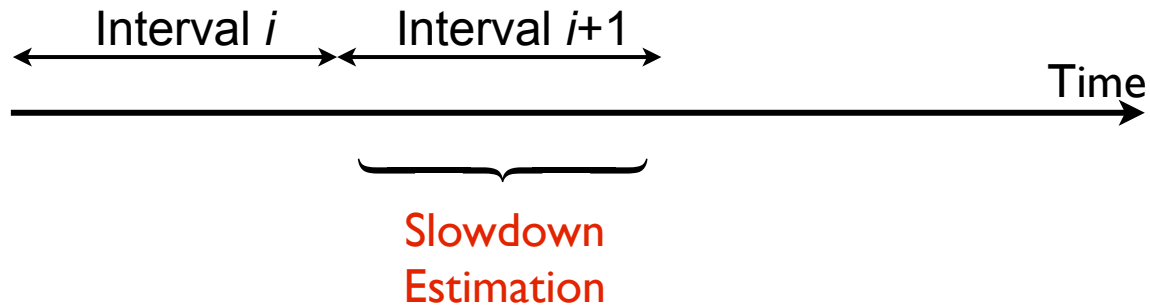 Interval i
Interval i+1
Time
Slowdown
Estimation